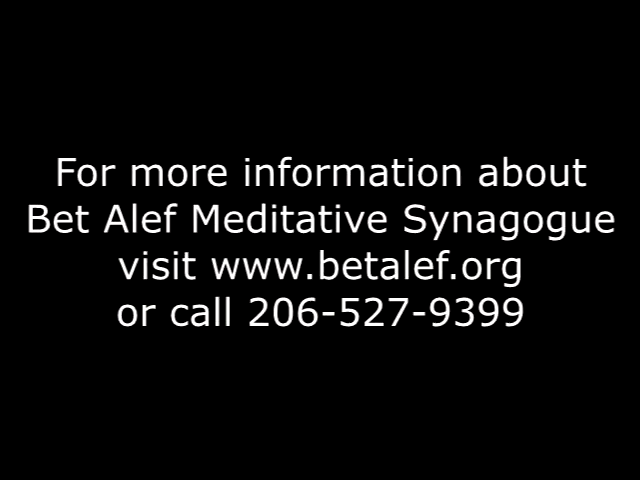 For more information about
Bet Alef Meditative Synagogue
visit www.betalef.org
or call 206-527-9399